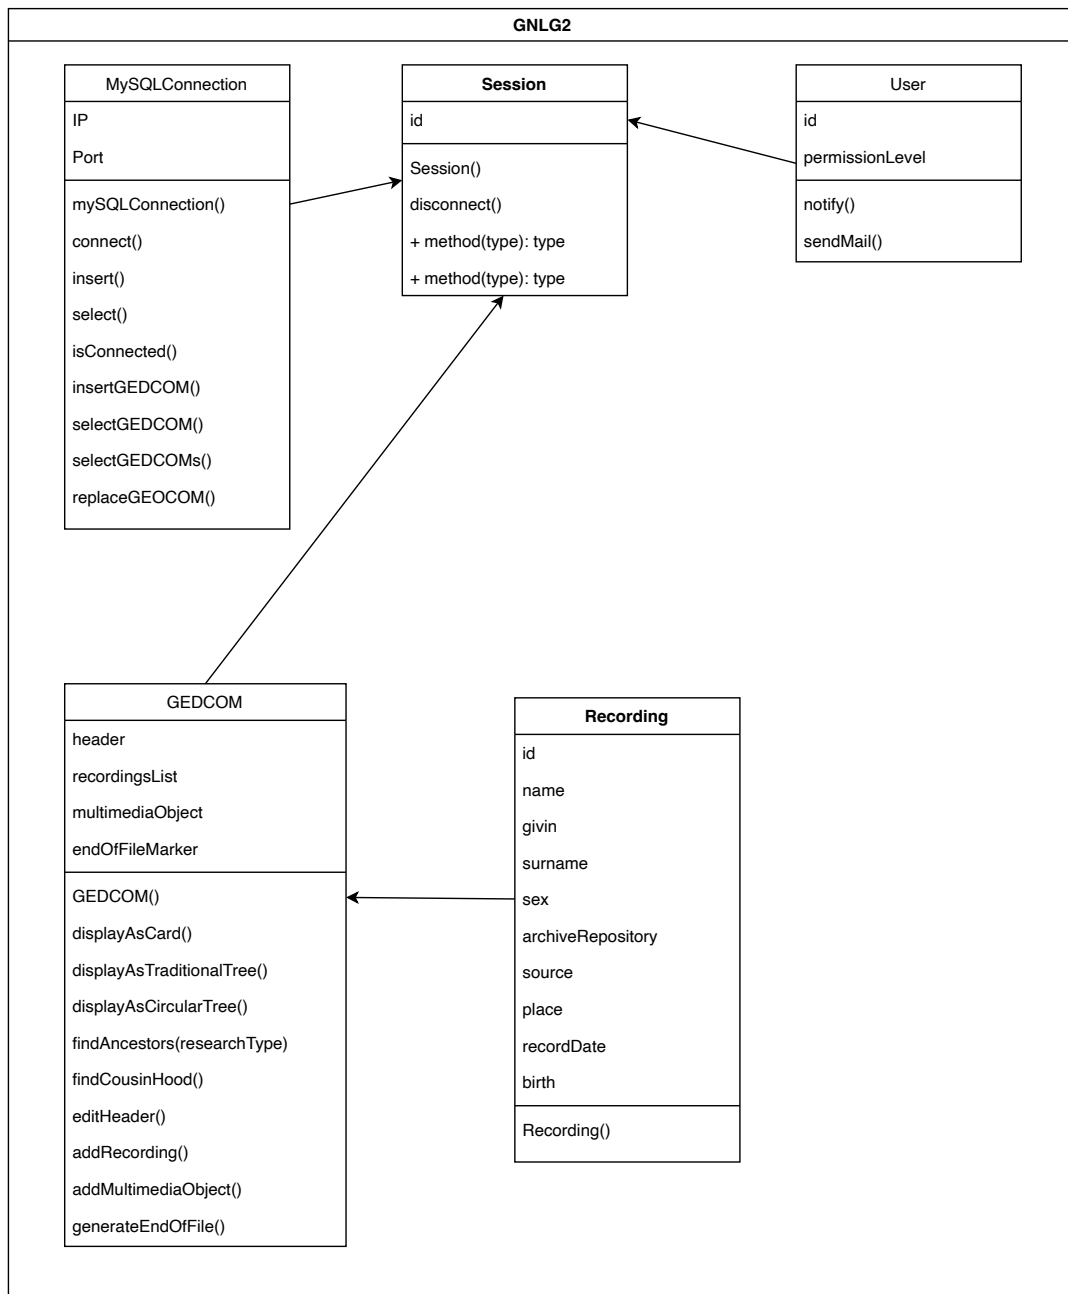 GNLG2
MySQLConnection
IP
Port
mySQLConnection()
connect()
insert()
select()
isConnected()
insertGEDCOM()
selectGEDCOM()
selectGEDCOMs()
replaceGEOCOM()
Session
id
Session()
disconnect()
+ method(type): type
+ method(type): type
User
id
permissionLevel
notify()
sendMail()
GEDCOM
header
recordingsList
multimediaObject
endOfFileMarker
GEDCOM()
displayAsCard()
displayAsTraditionalTree()
displayAsCircularTree()
findAncestors(researchType)
findCousinHood()
editHeader()
addRecording()
addMultimediaObject()
generateEndOfFile()
Recording
id
name
givin
surname
sex
archiveRepository
source
place
recordDate
birth
Recording()